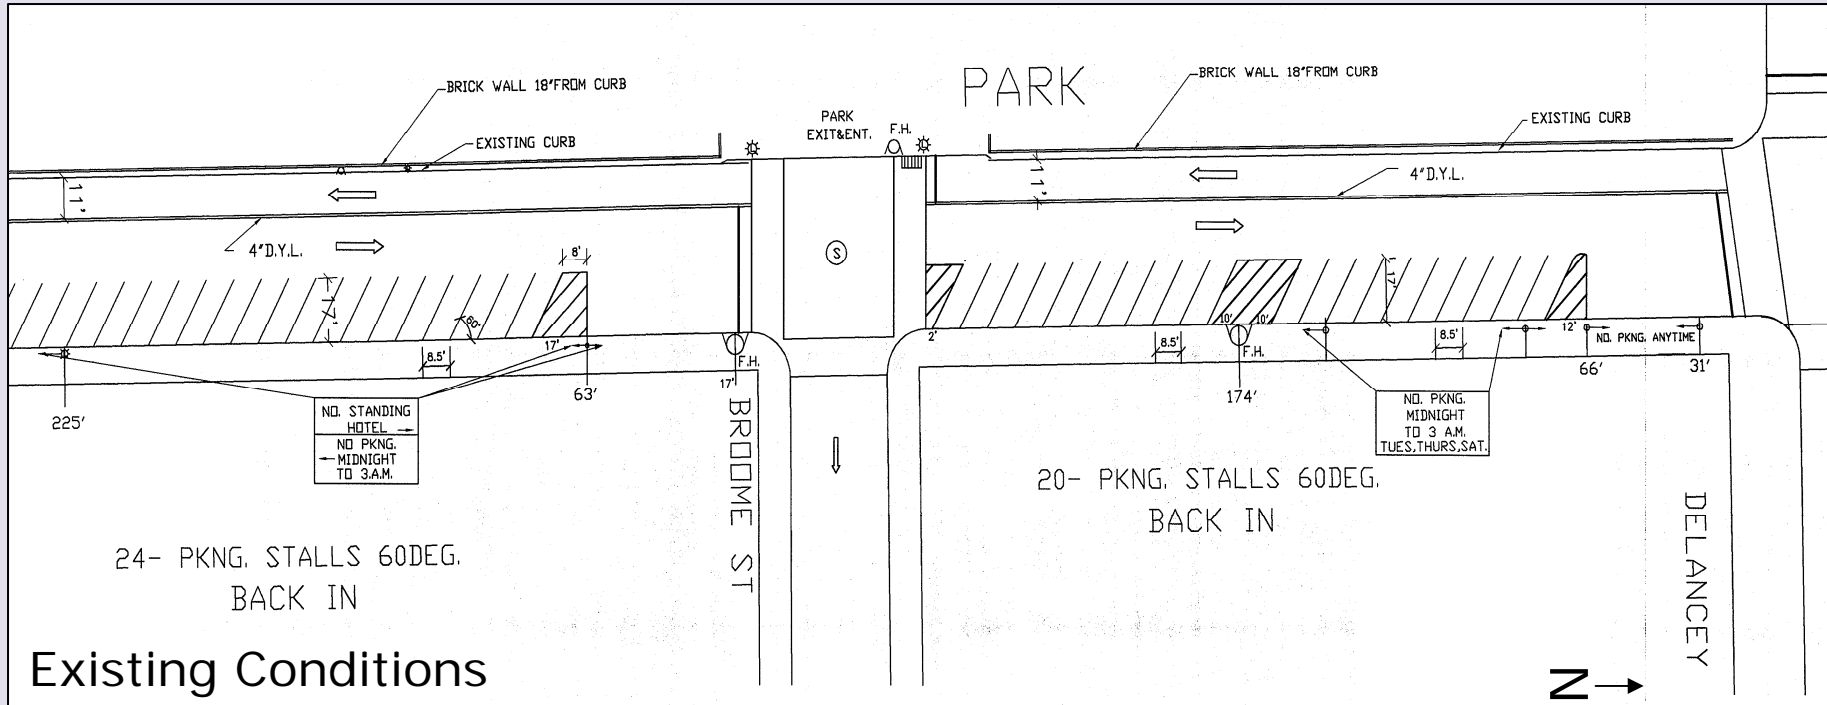 PARK
BRICK WALL 18"FROM CURB
BRICK WALL 18"FROM CURB
PARK
EXIT&ENT.
F.H.
EXISTING CURB
EXISTING CURB
11'
11'
4"D.Y.L.
4"D.Y.L.
S
8'
17'
60°
17'
8.5'
F.H.
17'
63'
225'
NO. STANDING
HOTEL
NO PKNG.
MIDNIGHT
TO 3.A.M.
2'
8.5'
10'
10'
F.H.
174'
17'
8.5'
12'
NO. PKNG. ANYTIME
66'
31'
NO. PKNG.
MIDNIGHT
TO 3 A.M.
TUES,THURS,SAT.
BROOME ST
DELANCEY
20- PKNG. STALLS 60DEG.
BACK IN
24- PKNG. STALLS 60DEG.
BACK IN
Existing Conditions
N